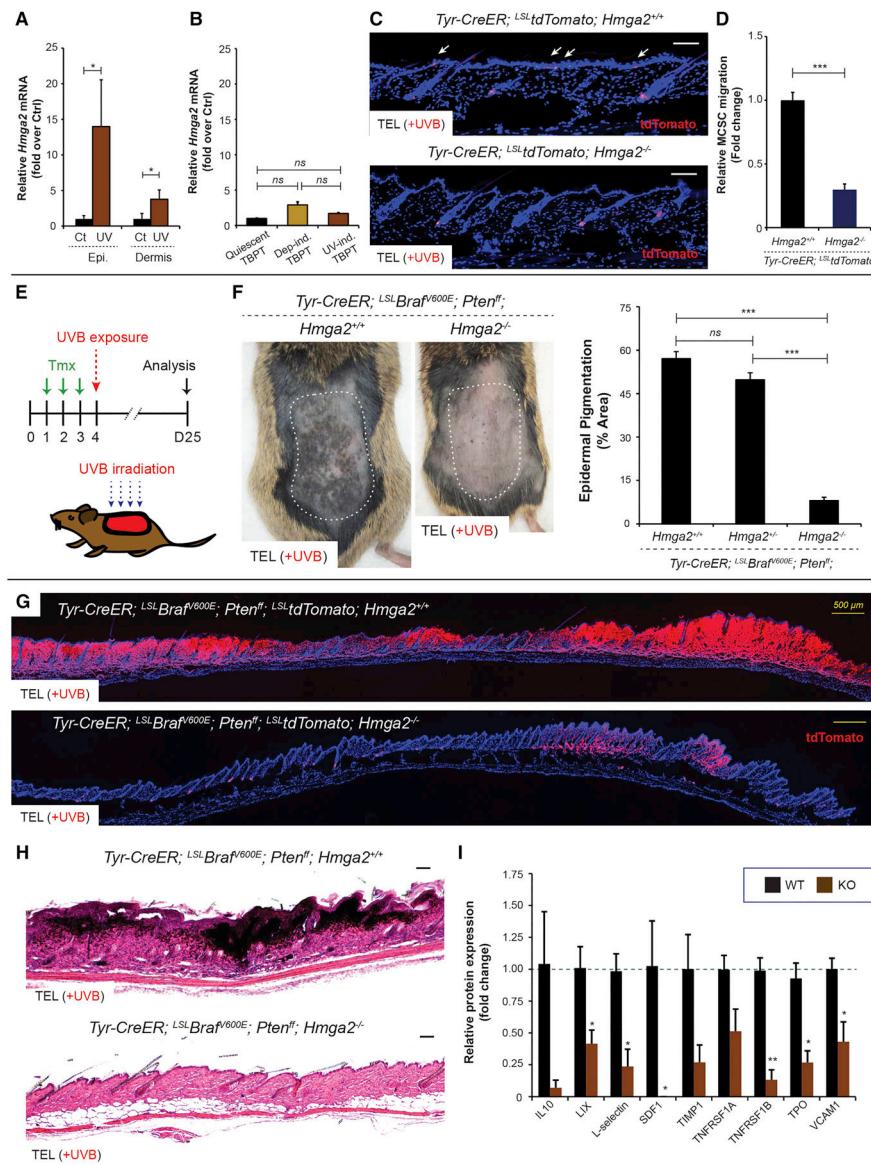 A
Relative Hmga2 mRNA
(fold over Ctrl)
25
20
15
10
5
0
*
*
Ct UV
Ct UV
Epi.
Dermis
B
Relative Hmga2 mRNA
(fold over Ctrl)
25
20
15
10
5
0
ns
ns
ns
Quiescent
TBPT
Dep-ind.
TBPT
UV-ind.
TBPT
C
Tyr-CreER; LSLtdTomato; Hmga2+/+
TEL (+UVB)
tdTomato
Tyr-CreER; LSLtdTomato; Hmga2-/-
TEL (+UVB)
tdTomato
D
Relative MCSC migration
(Fold change)
1.5
1.0
0.5
0.0
***
Hmga2+/+
Hmga2-/-
Tyr-CreER; LSLtdTomato
E
UVB exposure
Tmx
Analysis
0
1
2
3
4
D25
UVB irradiation
F
Tyr-CreER; LSLBrafV600E; Ptenf/f;
Hmga2+/+
Hmga2-/-
TEL (+UVB)
TEL (+UVB)
Epidermal Pigmentation
(% Area)
75
60
45
30
15
0
***
ns
***
Hmga2+/+
Hmga2+/-
Hmga2-/-
Tyr-CreER; LSLBrafV600E; Ptenf/f;
G
Tyr-CreER; LSLBrafV600E; Ptenf/f; LSLtdTomato; Hmga2+/+
500 µm
TEL (+UVB)
Tyr-CreER; LSLBrafV600E; Ptenf/f; LSLtdTomato; Hmga2-/-
tdTomato
TEL (+UVB)
H
Tyr-CreER; LSLBrafV600E; Ptenf/f; Hmga2+/+
TEL (+UVB)
Tyr-CreER; LSLBrafV600E; Ptenf/f; Hmga2-/-
TEL (+UVB)
I
WT
KO
Relative protein expression
(fold change)
1.50
1.25
1.00
0.75
0.50
0.25
0
*
*
*
**
*
*
IL10
LIX
L-selectin
SDF1
TIMP1
TNFRSF1A
TNFRSF1B
TPO
VCAM1